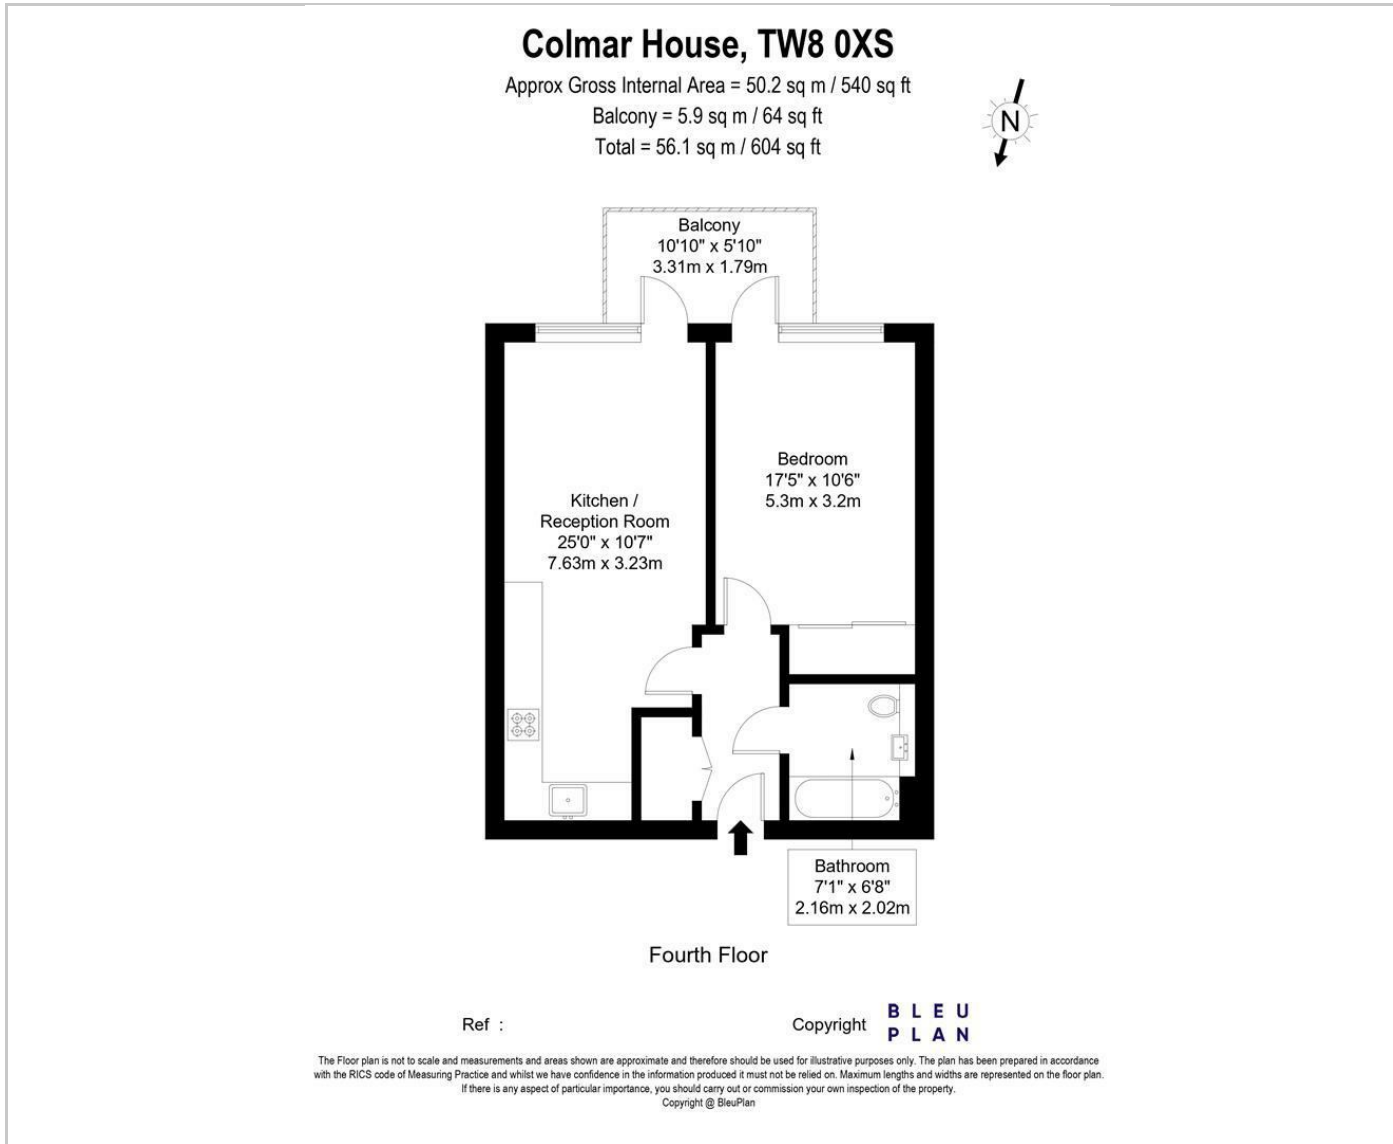 Colmar House, TW8 0XS
Approx Gross Internal Area = 50.2 sq m / 540 sq ft
Balcony = 5.9 sq m / 64 sq ft
Total = 56.1 sq m / 604 sq ft
N
Balcony
10'10" x 5'10"
3.31m x 1.79m
Bedroom
17'5" x 10'6"
5.3m x 3.2m
Kitchen /
Reception Room
25'0" x 10'7"
7.63m x 3.23m
Bathroom
7'1" x 6'8"
2.16m x 2.02m
Fourth Floor
Ref :
Copyright
BLEU
PLAN
The Floor plan is not to scale and measurements and areas shown are approximate and therefore should be used for illustrative purposes only. The plan has been prepared in accordance
with the RICS code of Measuring Practice and whilst we have confidence in the information produced it must not be relied on. Maximum lengths and widths are represented on the floor plan.
If there is any aspect of particular importance, you should carry out or commission your own inspection of the property.
Copyright @ BleuPlan